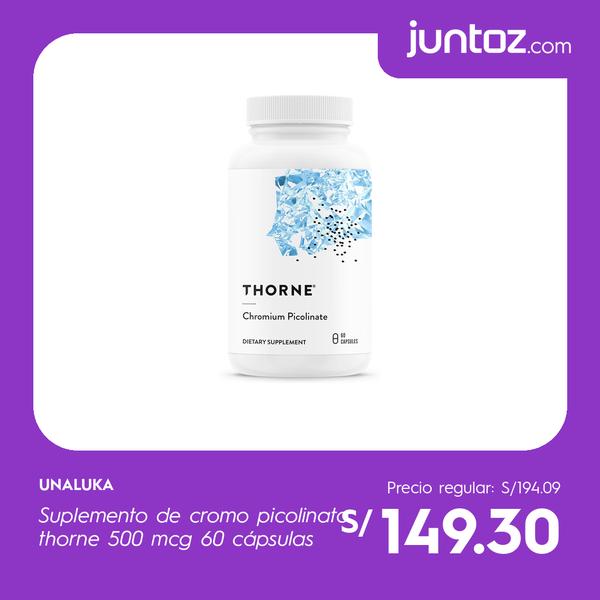 juntoz.com
THORNE®
Chromium Picolinate
DIETARY SUPPLEMENT
60
CAPSULES
UNALUKA
Suplemento de cromo picolinato
thorne 500 mcg 60 cápsulas
Precio regular: S/194.09
S/149.30